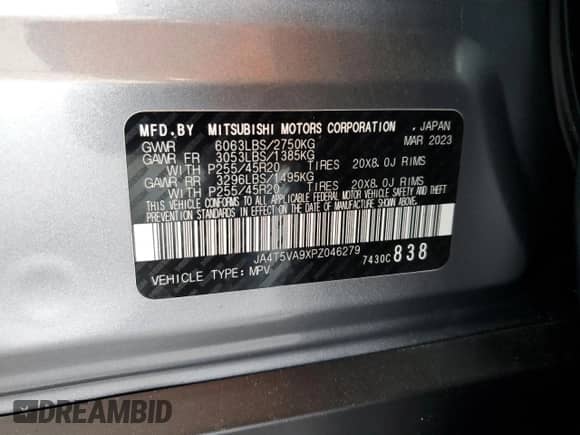 MFD.BY MITSUBISHI MOTORS CORPORATION . JAPAN
GVWR 6063LBS/2750KG MAR 2023
GAWR FR 3053LBS/1385KG
WITH P255/45R20 TIRES 20X8.0J RIMS
GAWR RR 3296LBS/1495KG
WITH P255/45R20 TIRES 20X8.0J RIMS
THIS VEHICLE CONFORMS TO ALL APPLICABLE FEDERAL MOTOR VEHICLE SAFETY AND THEFT
PREVENTION STANDARDS IN EFFECT ON THE DATE OF MANUFACTURE SHOWN ABOVE.
JA4T5VA9XPZ046279 7430C 838
VEHICLE TYPE: MPV
DREAMBID